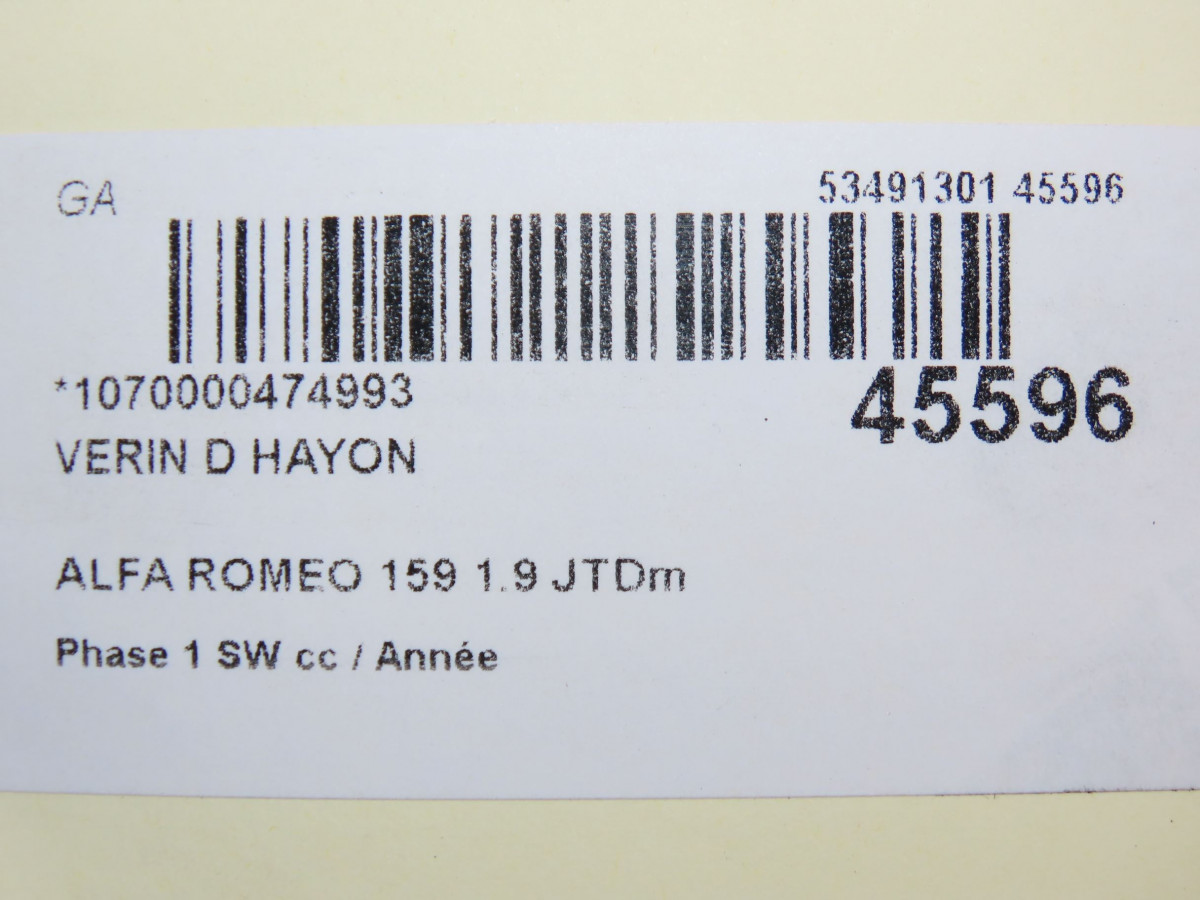 GA
53491301 45596
*1070000474993
45596
VERIN D HAYON
ALFA ROMEO 159 1.9 JTDm
Phase 1 SW cc / Année